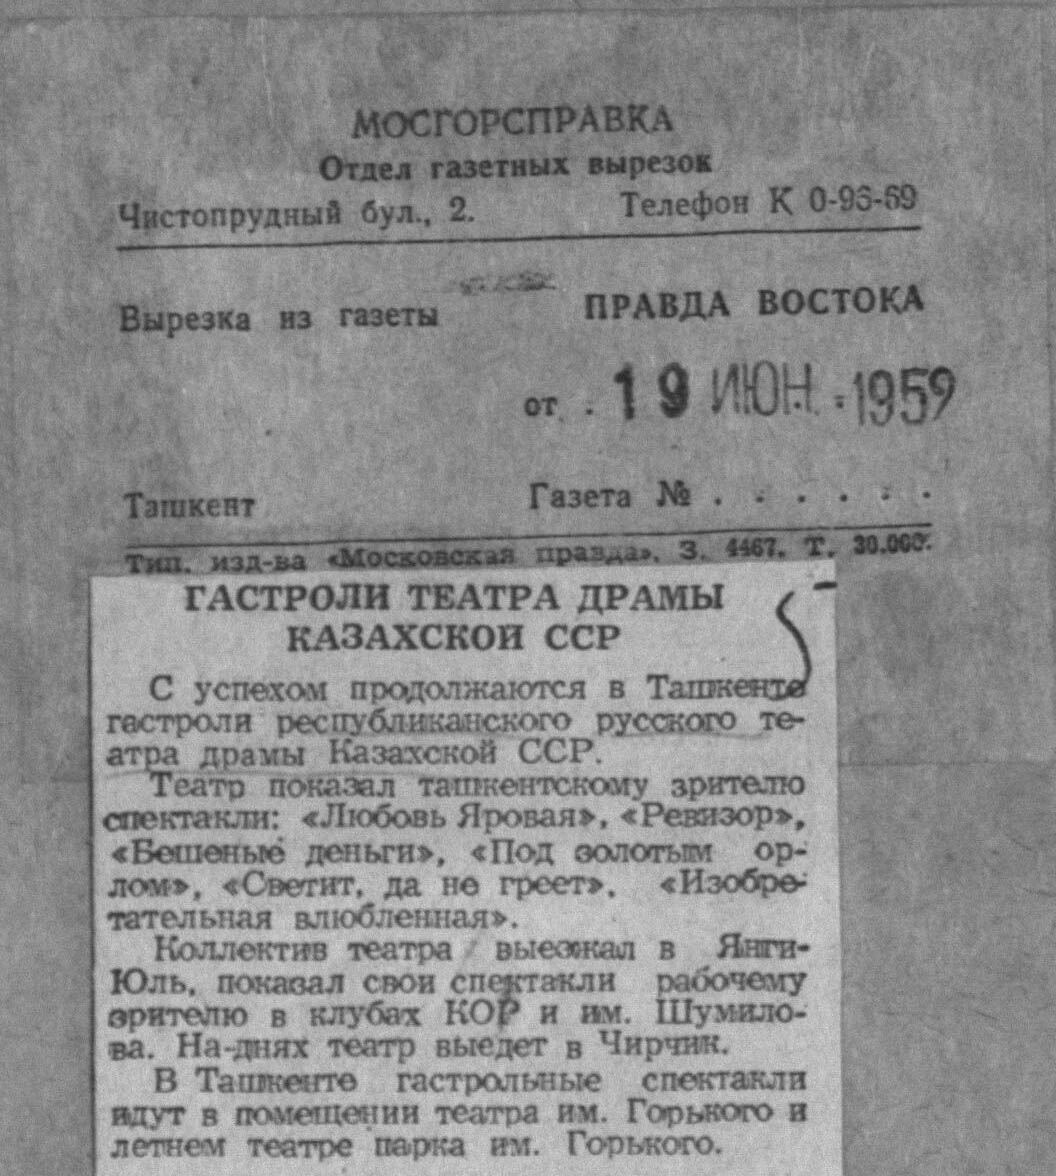 МОСГОРСПРАВКА
Отдел газетных вырезок
Чистопрудный бул., 2. Телефон К 0-96-69
Вырезка из газеты ПРАВДА ВОСТОКА
от . 19 ИЮН. 1959
Ташкент Газета № . . . . . .
Тип. изд-ва «Московская правда». З. 4467. Т. 30.000.
ГАСТРОЛИ ТЕАТРА ДРАМЫ
КАЗАХСКОЙ ССР
С успехом продолжаются в Ташкенте
гастроли республиканского русского те-
атра драмы Казахской ССР.
Театр показал ташкентскому зрителю
спектакли: «Любовь Яровая», «Ревизор»,
«Бешеные деньги», «Под золотым ор-
лом», «Светит, да не греет», «Изобре-
тательная влюбленная».
Коллектив театра выезжал в Янги-
Юль, показал свои спектакли рабочему
зрителю в клубах КОР и им. Шумило-
ва. На-днях театр выедет в Чирчик.
В Ташкенте гастрольные спектакли
идут в помещении театра им. Горького и
летнем театре парка им. Горького.